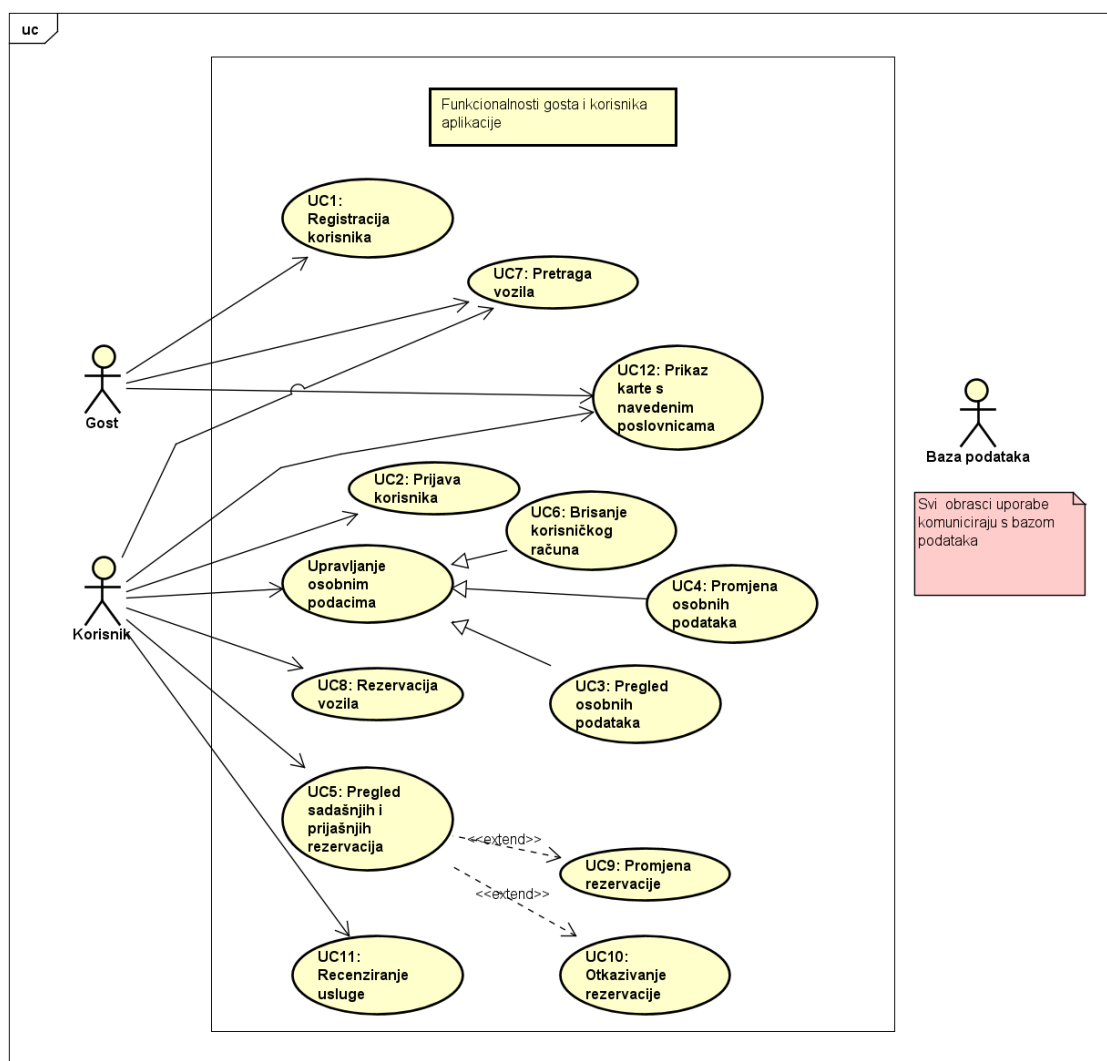 uc
Funkcionalnosti gosta i korisnika
aplikacije
UC1:
Registracija
korisnika
UC7: Pretraga
vozila
Gost
UC12: Prikaz
karte s
navedenim
poslovnicama
Baza podataka
Svi obrasci uporabe
komuniciraju s bazom
podataka
UC2: Prijava
korisnika
UC6: Brisanje
korisničkog
računa
Upravljanje
osobnim
podacima
UC4: Promjena
osobnih
podataka
Korisnik
UC8: Rezervacija
vozila
UC3: Pregled
osobnih
podataka
UC5: Pregled
sadašnjih i
prijašnjih
rezervacija
<<extend>>
UC9: Promjena
rezervacije
<<extend>>
UC11:
Recenziranje
usluge
UC10:
Otkazivanje
rezervacije